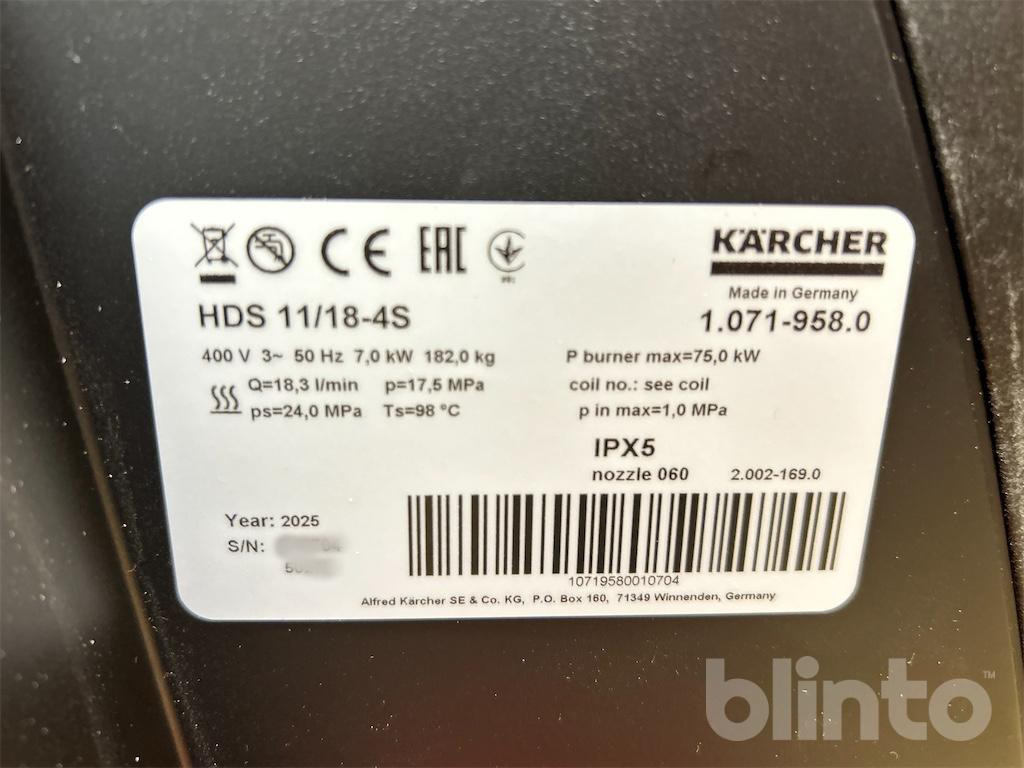 CE EAC
KÄRCHER
Made in Germany
HDS 11/18-4S
1.071-958.0
400 V 3~ 50 Hz 7,0 kW 182,0 kg
P burner max=75,0 kW
Q=18,3 l/min p=17,5 MPa
coil no.: see coil
ps=24,0 MPa Ts=98 °C
p in max=1,0 MPa
IPX5
nozzle 060 2.002-169.0
Year: 2025
S/N:
10719580010704
Alfred Kärcher SE & Co. KG, P.O. Box 160, 71349 Winnenden, Germany
blinto™